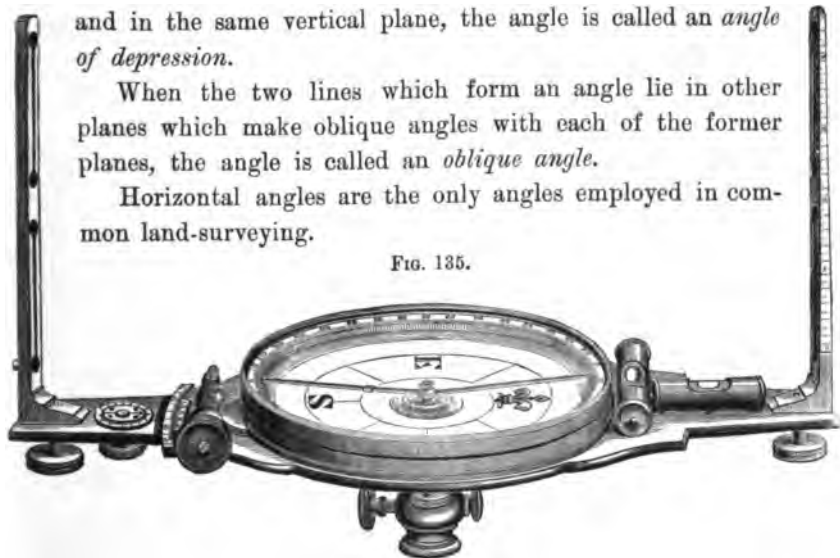 and in the same vertical plane, the angle is called an angle
of depression.
When the two lines which form an angle lie in other
planes which make oblique angles with each of the former
planes, the angle is called an oblique angle.
Horizontal angles are the only angles employed in com-
mon land-surveying.
FIG. 135.
E
S